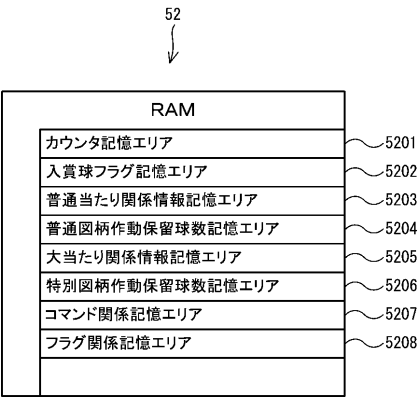 52
RAM
カウンタ記憶エリア 5201
入賞球フラグ記憶エリア 5202
普通当たり関係情報記憶エリア 5203
普通図柄作動保留球数記憶エリア 5204
大当たり関係情報記憶エリア 5205
特別図柄作動保留球数記憶エリア 5206
コマンド関係記憶エリア 5207
フラグ関係記憶エリア 5208